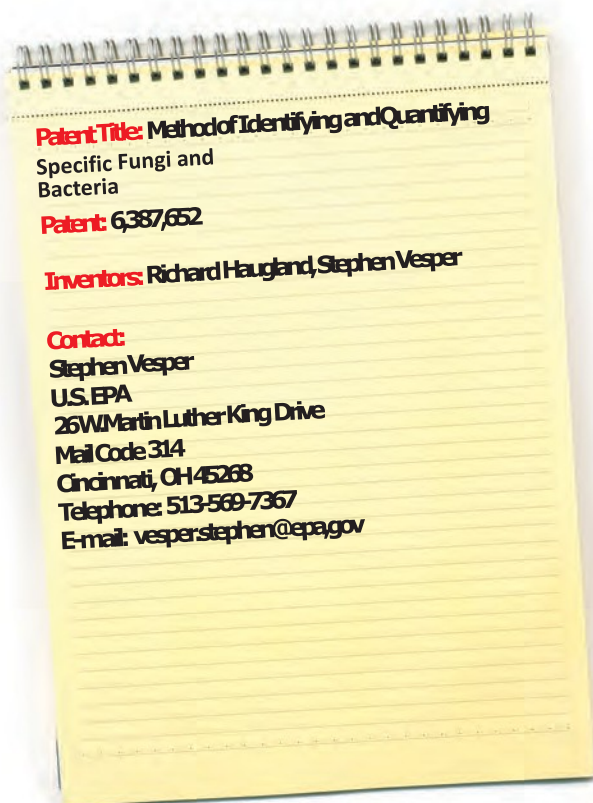 Patent Title: Method of Identifying and Quantifying
Specific Fungi and
Bacteria
Patent: 6,387,652
Inventors: Richard Haugland, Stephen Vesper
Contact:
Stephen Vesper
U.S. EPA
26 W. Martin Luther King Drive
Mail Code 314
Cincinnati, OH 45268
Telephone: 513-569-7367
E-mail: vesper.stephen@epa,gov